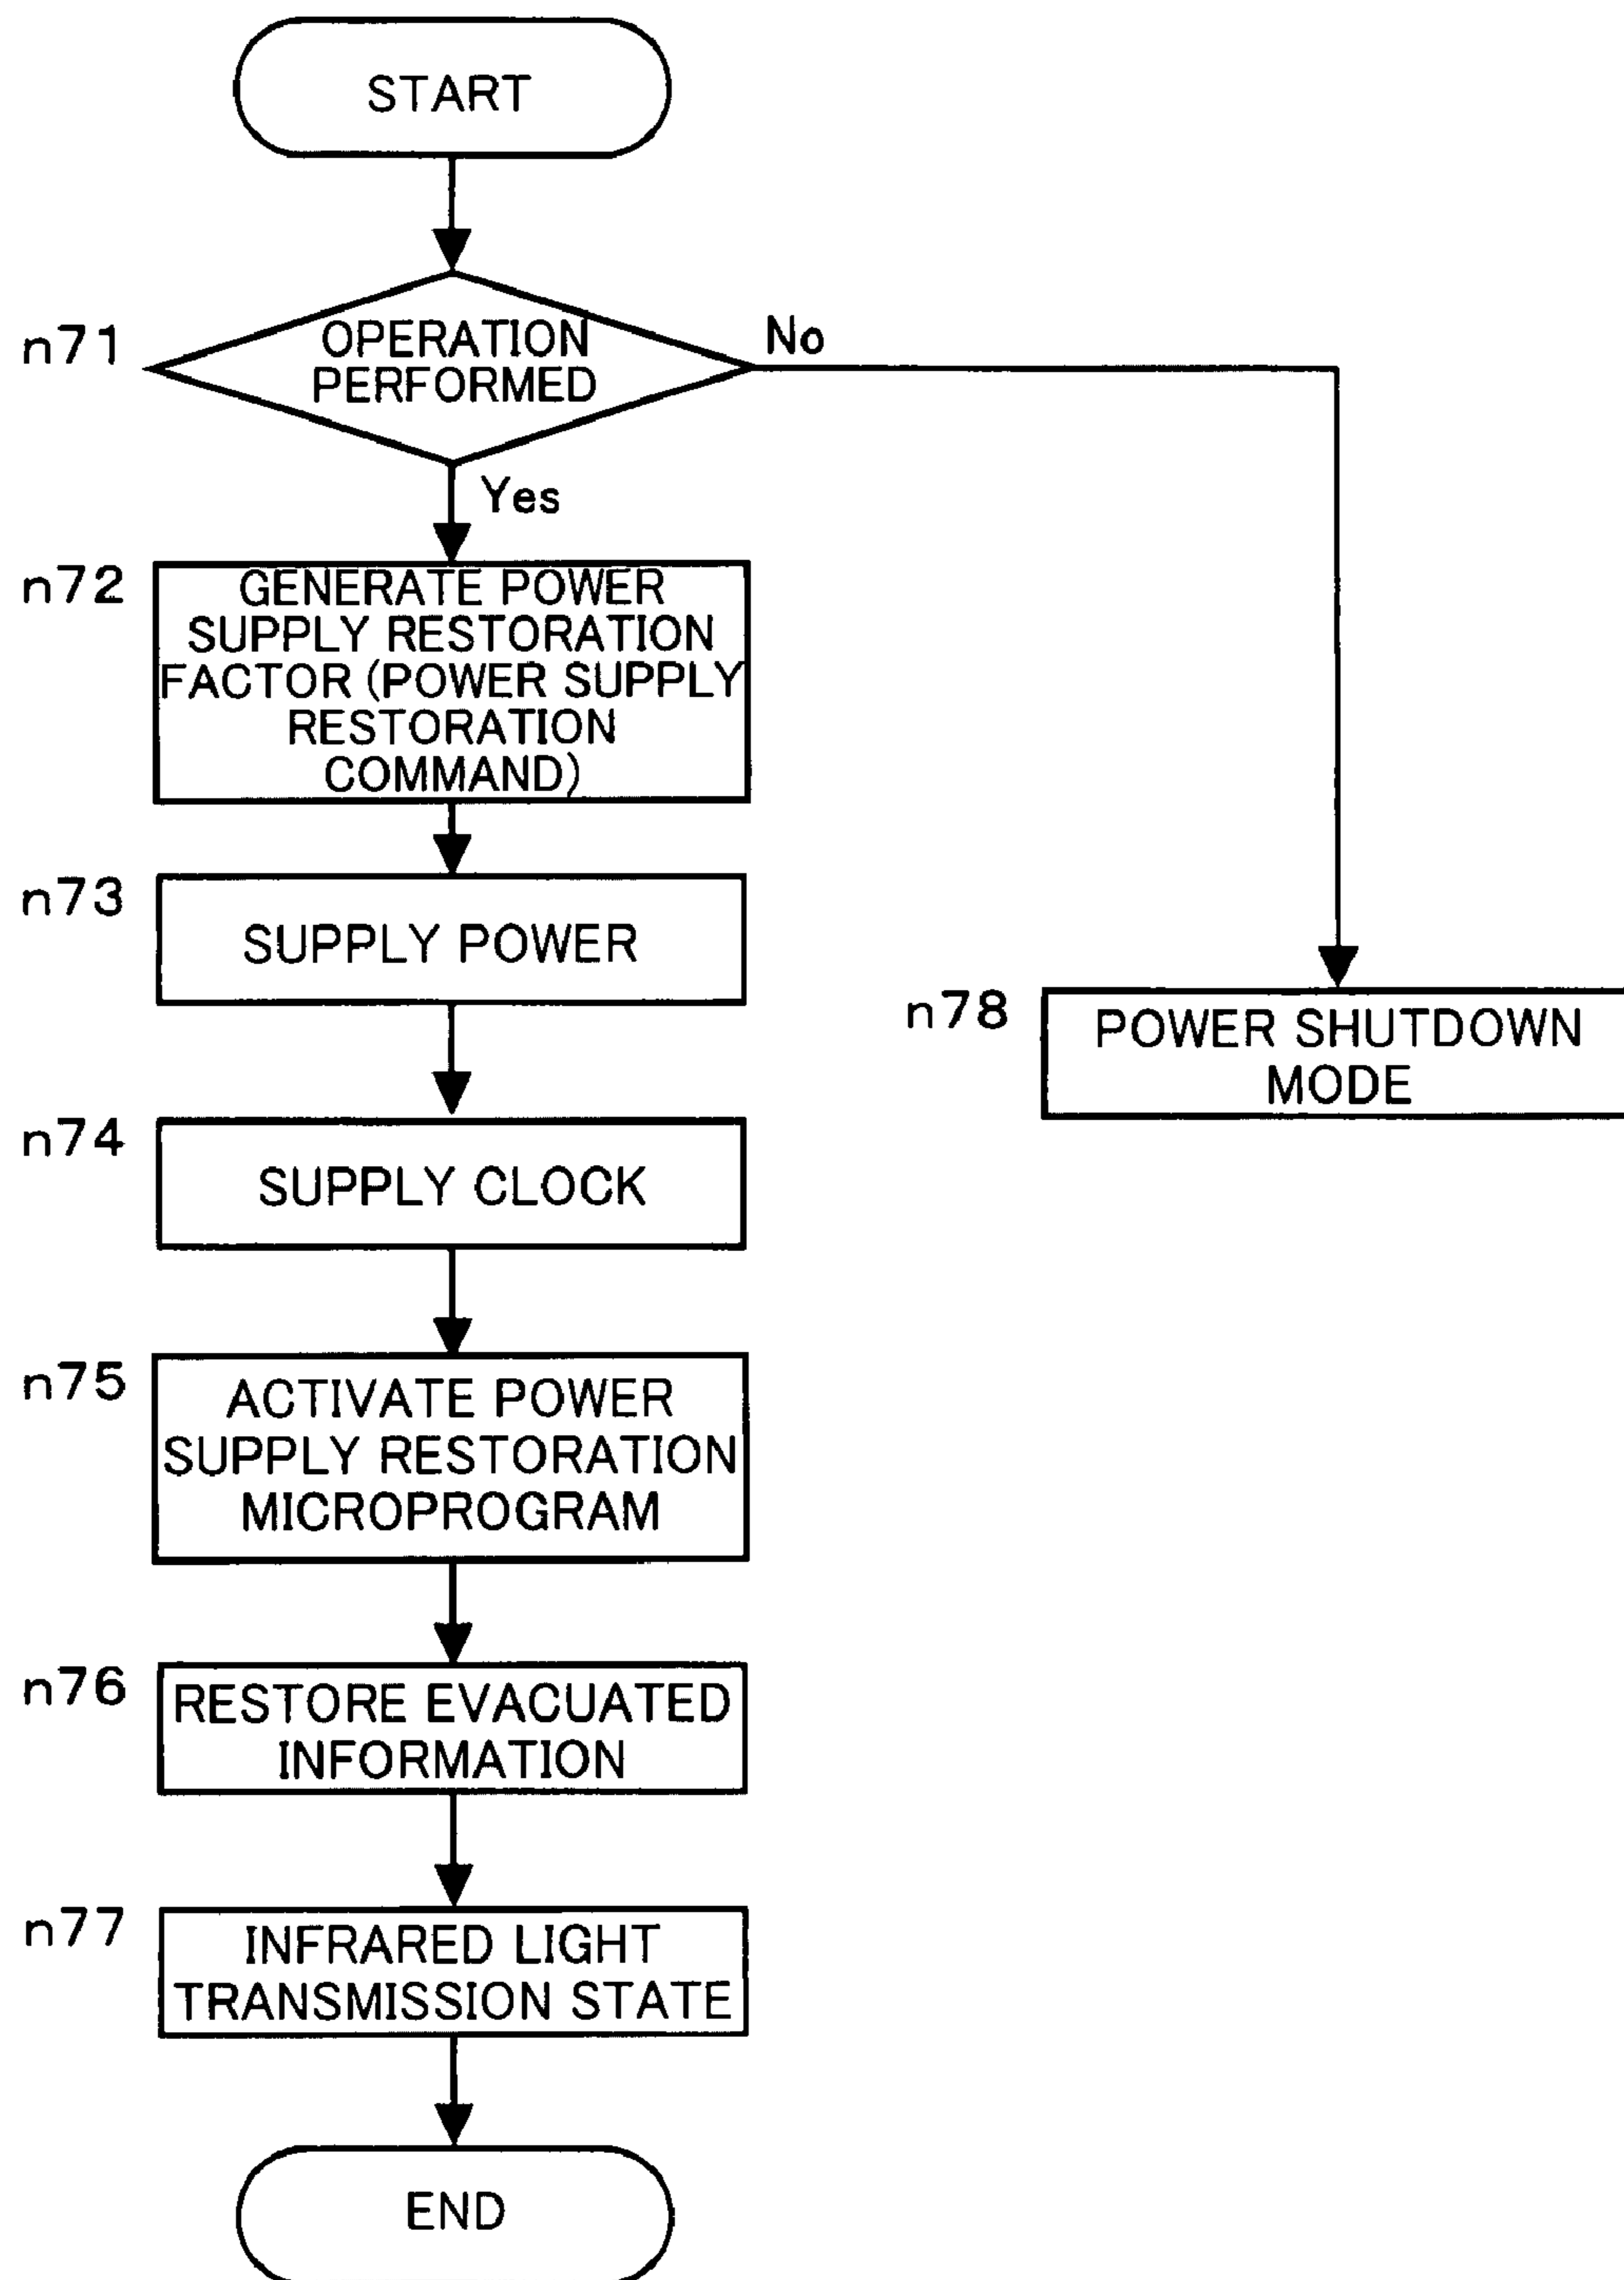 START
n71
OPERATION
PERFORMED
No
Yes
n72
GENERATE POWER
SUPPLY RESTORATION
FACTOR (POWER SUPPLY
RESTORATION
COMMAND)
n73
SUPPLY POWER
n78
POWER SHUTDOWN
MODE
n74
SUPPLY CLOCK
n75
ACTIVATE POWER
SUPPLY RESTORATION
MICROPROGRAM
n76
RESTORE EVACUATED
INFORMATION
n77
INFRARED LIGHT
TRANSMISSION STATE
END